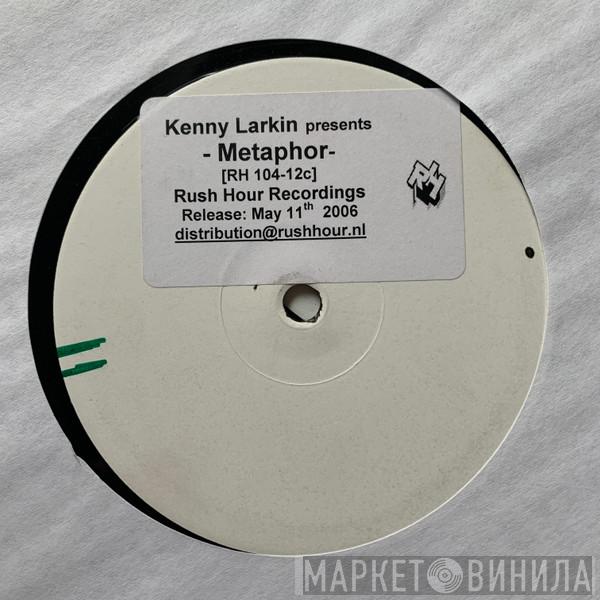 Kenny Larkin presents
- Metaphor-
[RH 104-12c]
Rush Hour Recordings
Release: May 11th 2006
distribution@rushhour.nl
RH
МАРКЕТ ВИНИЛА